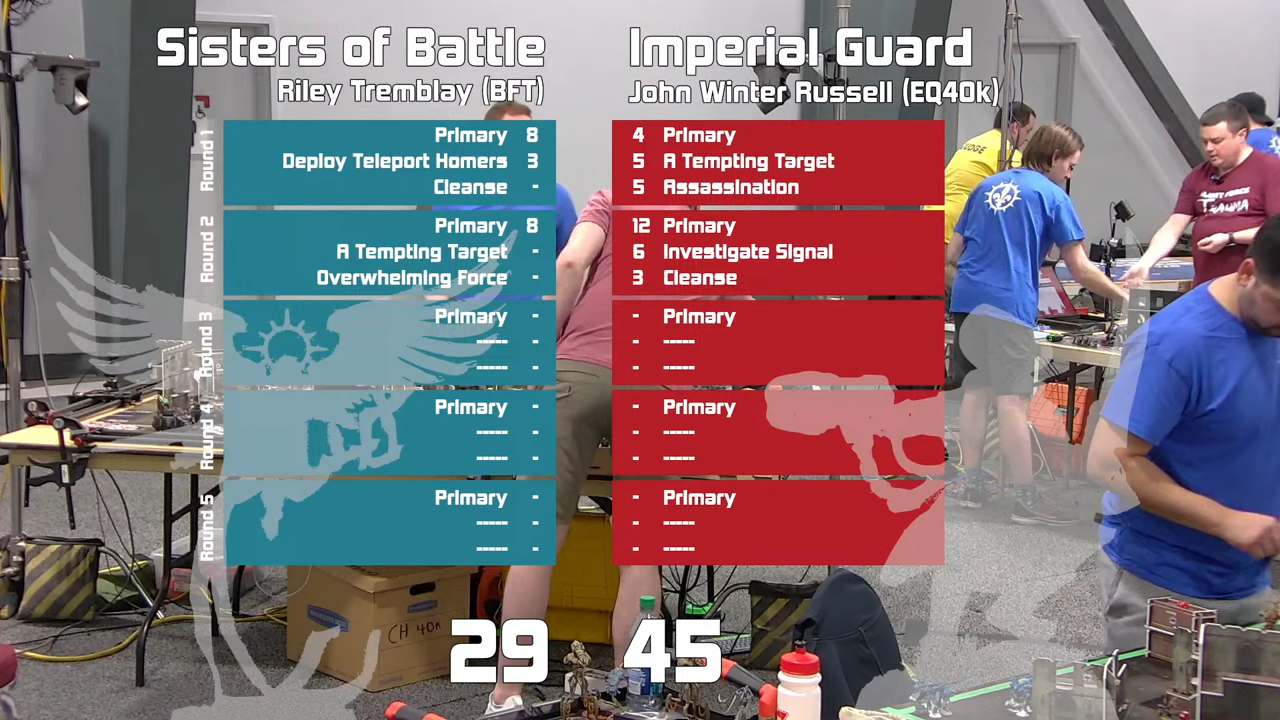 Sisters of Battle
Riley Tremblay (BFT)
Imperial Guard
John Winter Russell (EQ40k)
Round 1
Primary 8
Deploy Teleport Homers 3
Cleanse -
4 Primary
5 A Tempting Target
5 Assassination
Round 2
Primary 8
A Tempting Target -
Overwhelming Force -
12 Primary
6 Investigate Signal
3 Cleanse
Round 3
Primary -
----- -
----- -
- Primary
- -----
- -----
Round 4
Primary -
----- -
----- -
- Primary
- -----
- -----
Round 5
Primary -
----- -
----- -
- Primary
- -----
- -----
29 45
CH 40K